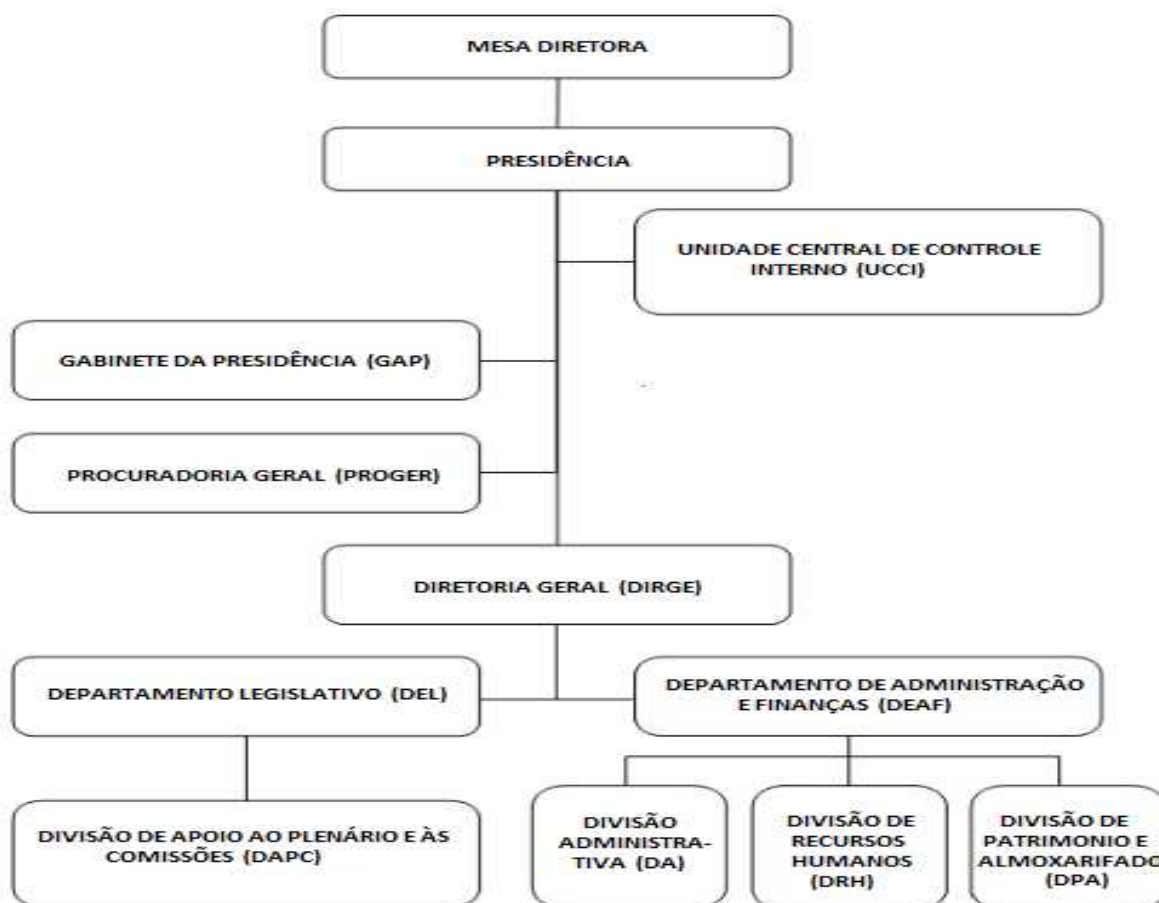 MESA DIRETORA
PRESIDÊNCIA
UNIDADE CENTRAL DE CONTROLE
INTERNO (UCCI)
GABINETE DA PRESIDÊNCIA (GAP)
PROCURADORIA GERAL (PROGER)
DIRETORIA GERAL (DIRGE)
DEPARTAMENTO LEGISLATIVO (DEL)
DEPARTAMENTO DE ADMINISTRAÇÃO
E FINANÇAS (DEAF)
DIVISÃO DE APOIO AO PLENÁRIO E ÀS
COMISSÕES (DAPC)
DIVISÃO
ADMINISTRA-
TIVA (DA)
DIVISÃO DE
RECURSOS
HUMANOS
(DRH)
DIVISÃO DE
PATRIMONIO E
ALMOXARIFADO
(DPA)